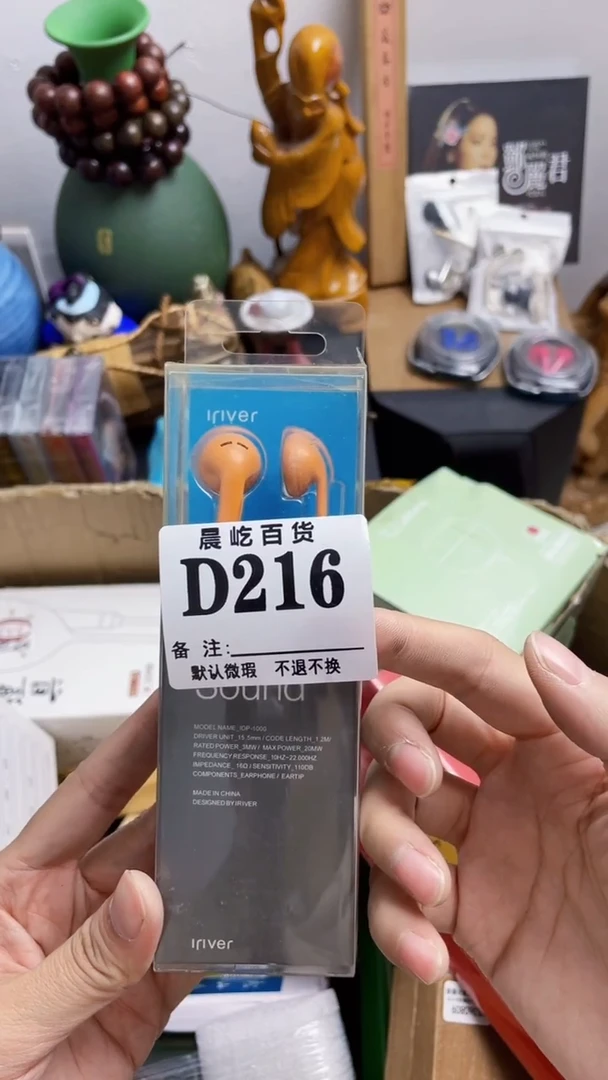 iriver
晨屹百货
D216
备 注:
默认微瑕 不退不换
Sound
MODEL NAME_IDP-1000
DRIVER UNIT_15.5mm / CODE LENGTH_1.2M/
RATED POWER_3MW / MAX POWER_20MW
FREQUENCY RESPONSE_10HZ~22.000HZ
IMPEDANCE_16Ω / SENSITIVITY_110DB
COMPONENTS_EARPHONE / EARTIP
MADE IN CHINA
DESIGNED BY IRIVER
iriver